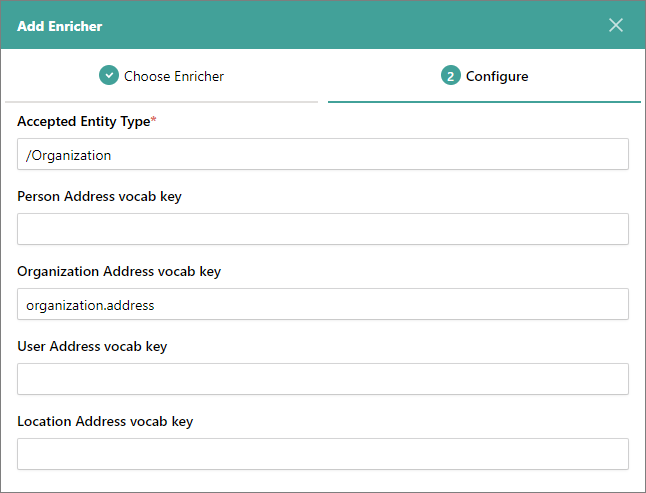 Add Enricher
Choose Enricher
2 Configure
Accepted Entity Type*
/Organization
Person Address vocab key
Organization Address vocab key
organization.address
User Address vocab key
Location Address vocab key